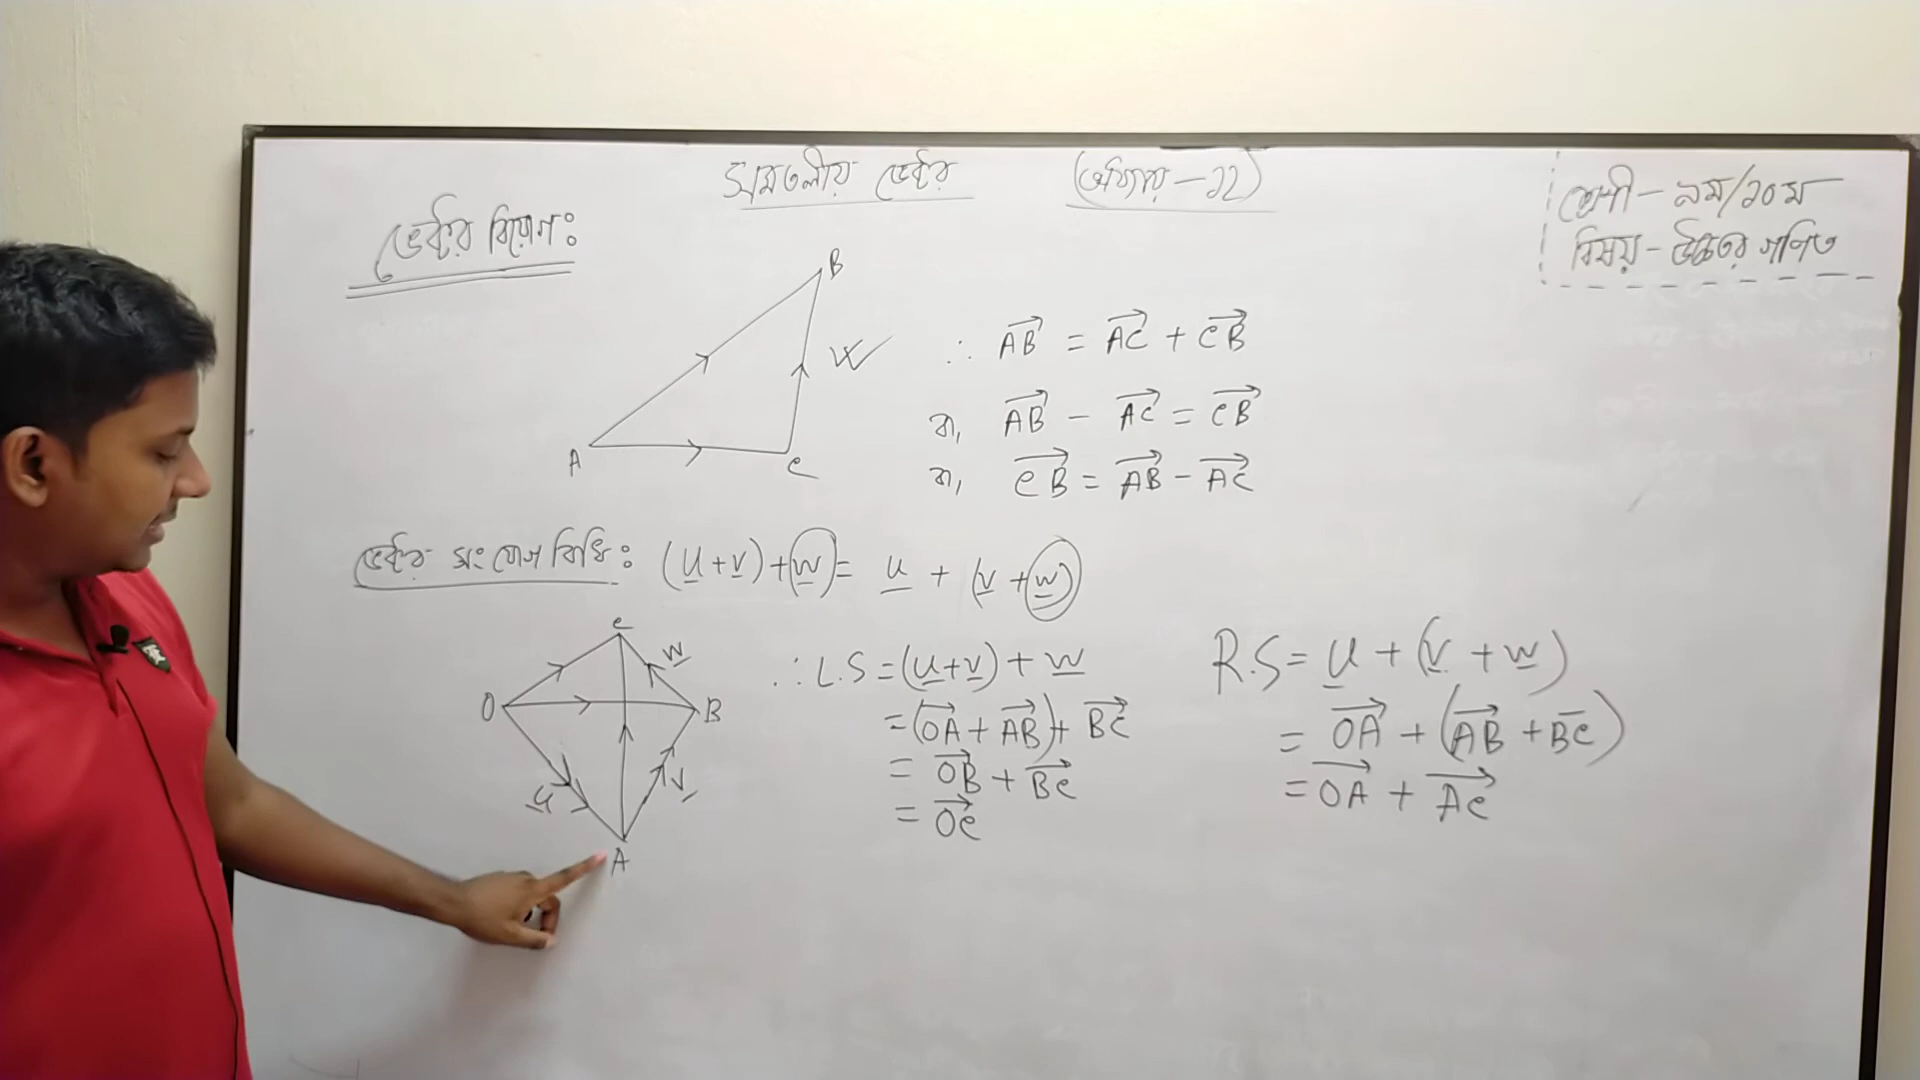 সমতলীয় ভেক্টর (অধ্যায় - ১২)
শ্রেণী - ৯ম/১০ম
বিষয় - উচ্চতর গণিত
ভেক্টর বিয়োগ:
B
W
A
C
∴ AB→ = AC→ + CB→
বা, AB→ - AC→ = CB→
বা, CB→ = AB→ - AC→
ভেক্টর সংযোগ বিধি: (u+v)+w = u + (v+w)
C
w
O
B
u
v
A
∴ L.S = (u+v) + w
= (OA→ + AB→) + BC→
= OB→ + BC→
= OC→
R.S = u + (v + w)
= OA→ + (AB→ + BC)
= OA→ + AC→